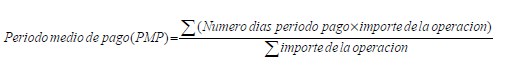 Periodo medio de pago(PMP)=∑(Numero dias periodo pago×importe de la operacion)
∑importe de la operacion